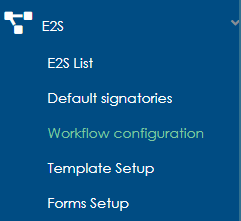 E2S
E2S List
Default signatories
Workflow configuration
Template Setup
Forms Setup